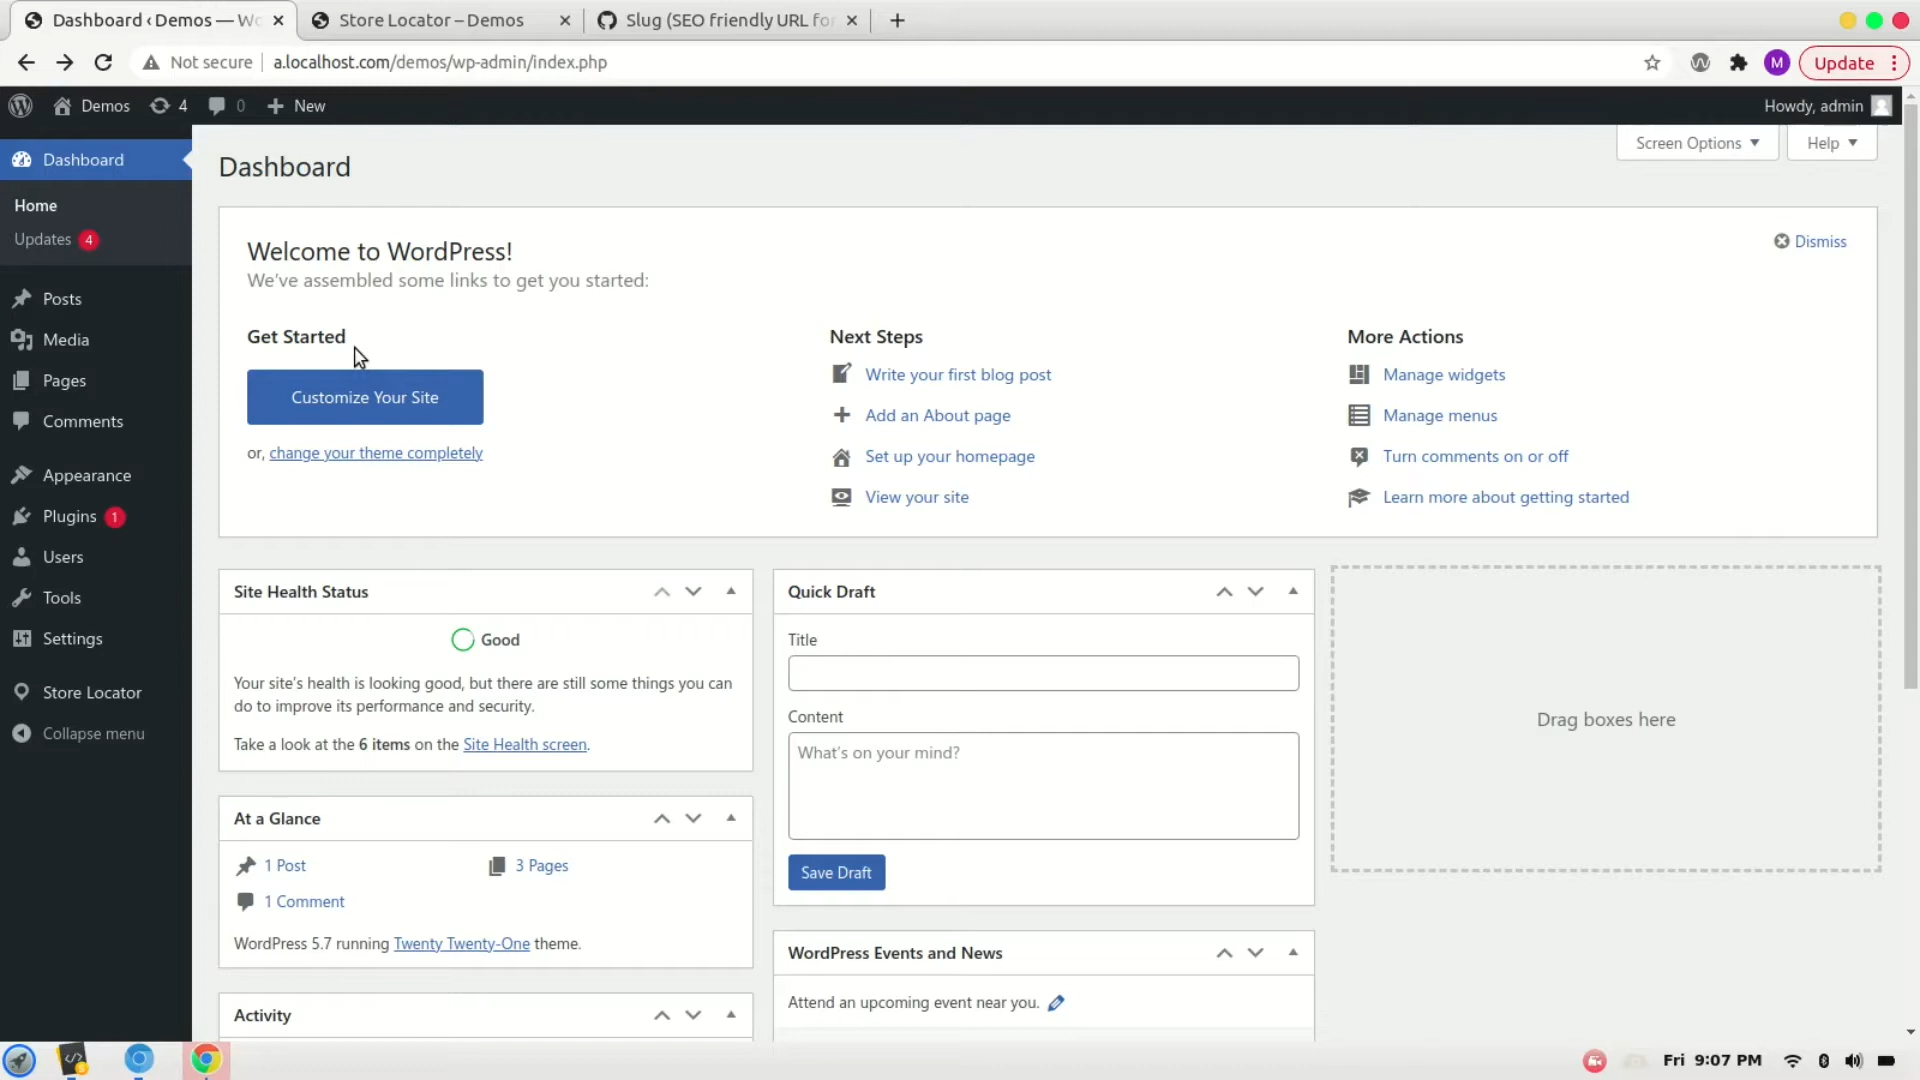 Dashboard ‹ Demos — Wo
Store Locator – Demos
Slug (SEO friendly URL for
Not secure
a.localhost.com/demos/wp-admin/index.php
M
Update
Demos
4
0
New
Howdy, admin
Dashboard
Home
Updates 4
Posts
Media
Pages
Comments
Appearance
Plugins 1
Users
Tools
Settings
Store Locator
Collapse menu
Screen Options
Help
Dashboard
Welcome to WordPress!
We've assembled some links to get you started:
Dismiss
Get Started
Customize Your Site
or, change your theme completely
Next Steps
Write your first blog post
Add an About page
Set up your homepage
View your site
More Actions
Manage widgets
Manage menus
Turn comments on or off
Learn more about getting started
Site Health Status
Good
Your site's health is looking good, but there are still some things you can
do to improve its performance and security.
Take a look at the 6 items on the Site Health screen.
At a Glance
1 Post
3 Pages
1 Comment
WordPress 5.7 running Twenty Twenty-One theme.
Activity
Quick Draft
Title
Content
What's on your mind?
Save Draft
WordPress Events and News
Attend an upcoming event near you.
Drag boxes here
Fri 9:07 PM